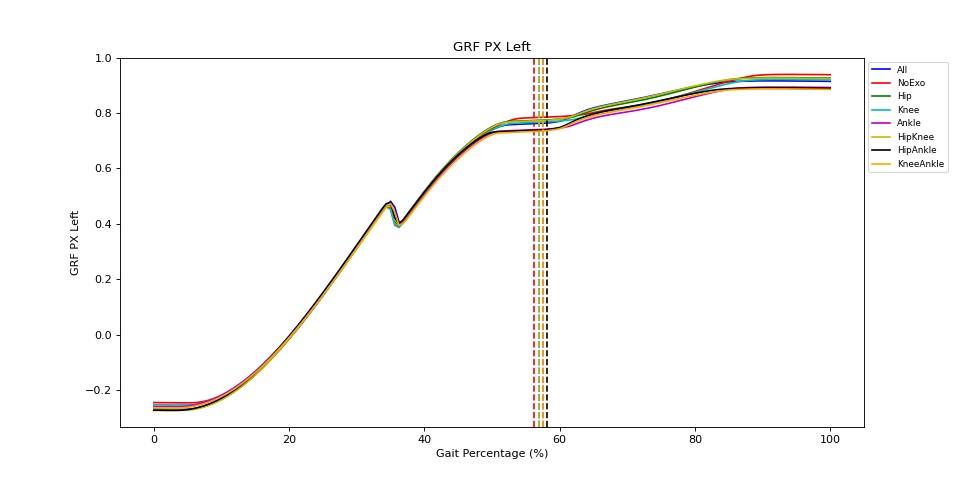 GRF PX Left
1.0
0.8
0.6
0.4
0.2
0.0
−0.2
GRF PX Left
0 20 40 60 80 100
Gait Percentage (%)
All
NoExo
Hip
Knee
Ankle
HipKnee
HipAnkle
KneeAnkle